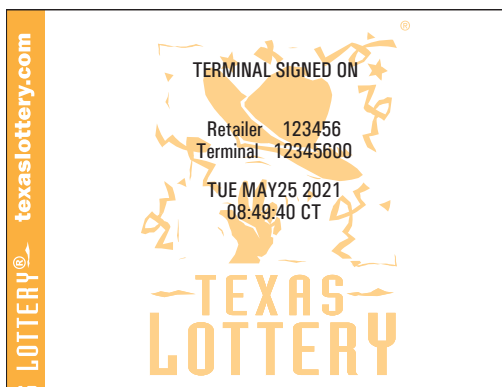 TERMINAL SIGNED ON
Retailer 123456
Terminal 12345600
TUE MAY25 2021
08:49:40 CT
TEXAS
LOTTERY
®
LOTTERY® texaslottery.com